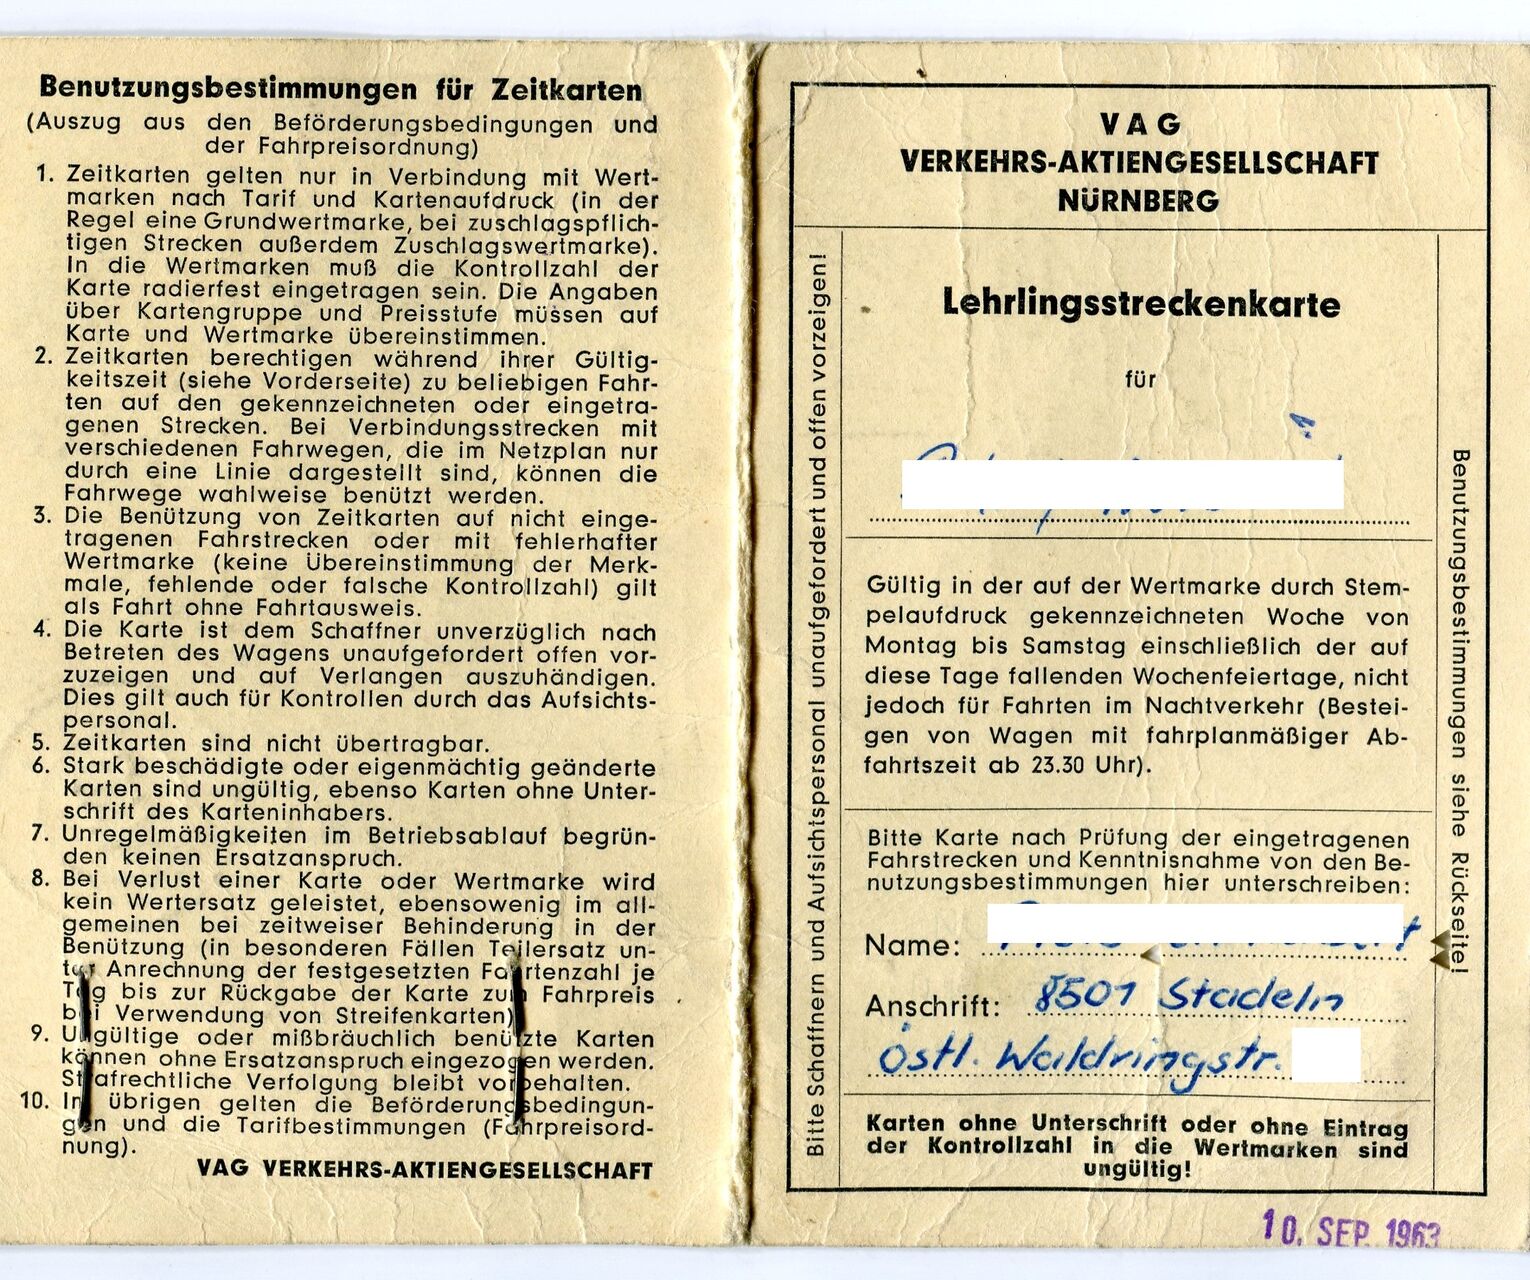 Benutzungsbestimmungen für Zeitkarten
(Auszug aus den Beförderungsbedingungen und
der Fahrpreisordnung)
1. Zeitkarten gelten nur in Verbindung mit Wert-
marken nach Tarif und Kartenaufdruck (in der
Regel eine Grundwertmarke, bei zuschlagspflich-
tigen Strecken außerdem Zuschlagswertmarke).
In die Wertmarken muß die Kontrollzahl der
Karte radierfest eingetragen sein. Die Angaben
über Kartengruppe und Preisstufe müssen auf
Karte und Wertmarke übereinstimmen.
2. Zeitkarten berechtigen während ihrer Gültig-
keitszeit (siehe Vorderseite) zu beliebigen Fahr-
ten auf den gekennzeichneten oder eingetra-
genen Strecken. Bei Verbindungsstrecken mit
verschiedenen Fahrwegen, die im Netzplan nur
durch eine Linie dargestellt sind, können die
Fahrwege wahlweise benützt werden.
3. Die Benützung von Zeitkarten auf nicht einge-
tragenen Fahrstrecken oder mit fehlerhafter
Wertmarke (keine Übereinstimmung der Merk-
male, fehlende oder falsche Kontrollzahl) gilt
als Fahrt ohne Fahrtausweis.
4. Die Karte ist dem Schaffner unverzüglich nach
Betreten des Wagens unaufgefordert offen vor-
zuzeigen und auf Verlangen auszuhändigen.
Dies gilt auch für Kontrollen durch das Aufsichts-
personal.
5. Zeitkarten sind nicht übertragbar.
6. Stark beschädigte oder eigenmächtig geänderte
Karten sind ungültig, ebenso Karten ohne Unter-
schrift des Karteninhabers.
7. Unregelmäßigkeiten im Betriebsablauf begrün-
den keinen Ersatzanspruch.
8. Bei Verlust einer Karte oder Wertmarke wird
kein Wertersatz geleistet, ebensowenig im all-
gemeinen bei zeitweiser Behinderung in der
Benützung (in besonderen Fällen Teilersatz un-
ter Anrechnung der festgesetzten Fahrtenzahl je
Tag bis zur Rückgabe der Karte zum Fahrpreis
bei Verwendung von Streifenkarten)
9. Ungültige oder mißbräuchlich benützte Karten
können ohne Ersatzanspruch eingezogen werden.
Strafrechtliche Verfolgung bleibt vorbehalten.
10. Im übrigen gelten die Beförderungsbedingun-
gen und die Tarifbestimmungen (Fahrpreisord-
nung).
VAG VERKEHRS-AKTIENGESELLSCHAFT
VAG
VERKEHRS-AKTIENGESELLSCHAFT
NÜRNBERG
Bitte Schaffnern und Aufsichtspersonal unaufgefordert und offen vorzeigen!
Lehrlingsstreckenkarte
für
Gültig in der auf der Wertmarke durch Stem-
pelaufdruck gekennzeichneten Woche von
Montag bis Samstag einschließlich der auf
diese Tage fallenden Wochenfeiertage, nicht
jedoch für Fahrten im Nachtverkehr (Bestei-
gen von Wagen mit fahrplanmäßiger Ab-
fahrtszeit ab 23.30 Uhr).
Bitte Karte nach Prüfung der eingetragenen
Fahrstrecken und Kenntnisnahme von den Be-
nutzungsbestimmungen hier unterschreiben:
Name:
Anschrift: 8501 Stadeln
östl. Waldringstr.
Karten ohne Unterschrift oder ohne Eintrag
der Kontrollzahl in die Wertmarken sind
ungültig!
Benutzungsbestimmungen siehe Rückseite!
10. SEP. 1963